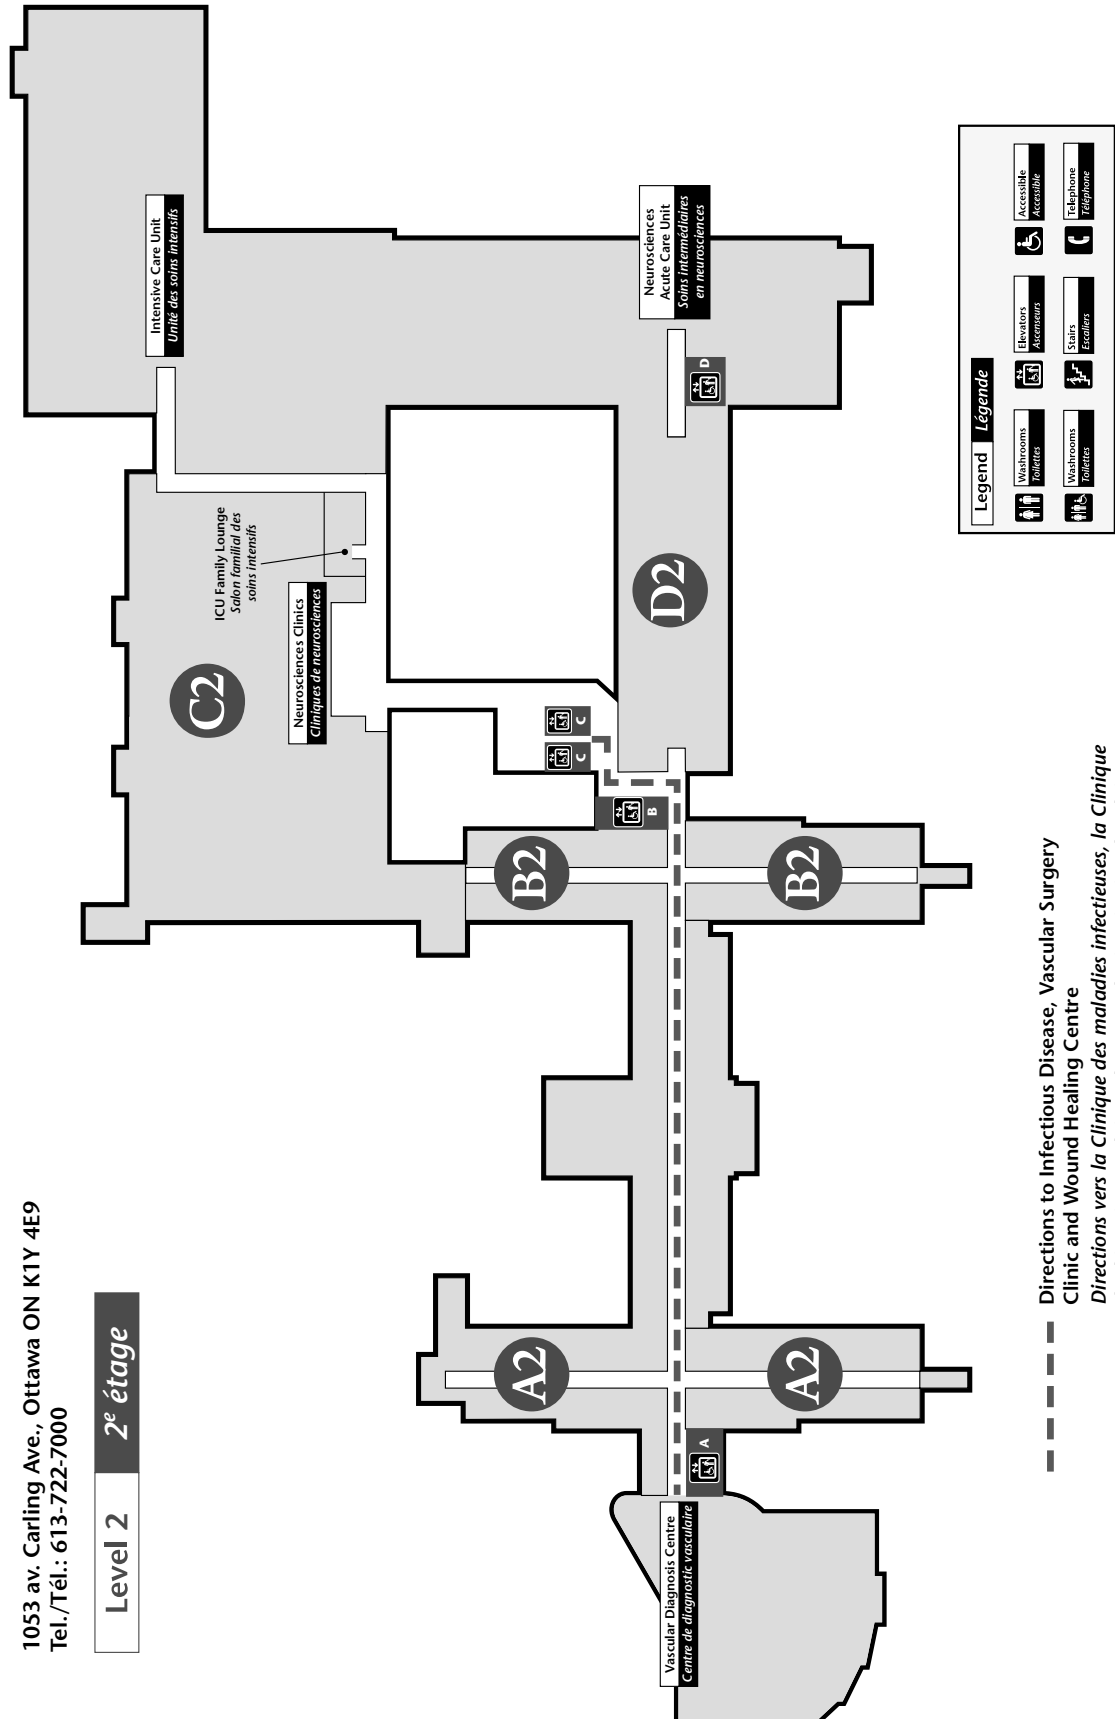 1053 av. Carling Ave., Ottawa ON K1Y 4E9
Tel./Tél.: 613-722-7000
Level 2
2e étage
Intensive Care Unit
Unité des soins intensifs
ICU Family Lounge
Salon familial des
soins intensifs
Neurosciences Clinics
Cliniques de neurosciences
C2
Neurosciences
Acute Care Unit
Soins intermédiaires
en neurosciences
D
D2
C
C
B
B2
B2
A2
A2
A
Vascular Diagnosis Centre
Centre de diagnostic vasculaire
Legend
Légende
Washrooms
Toilettes
Elevators
Ascenseurs
Accessible
Accessible
Washrooms
Toilettes
Stairs
Escaliers
Telephone
Téléphone
Directions to Infectious Disease, Vascular Surgery
Clinic and Wound Healing Centre
Directions vers la Clinique des maladies infectieuses, la Clinique